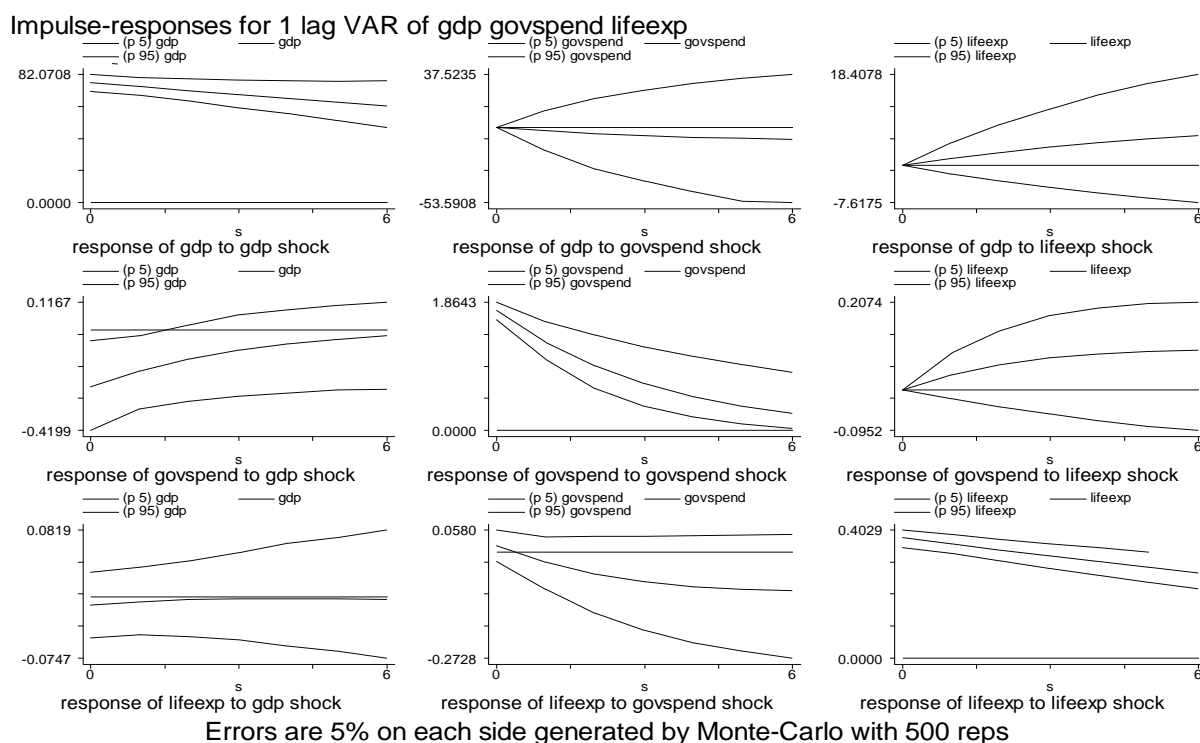 Impulse-responses for 1 lag VAR of gdp govspend lifeexp
(p 5) gdp gdp
(p 95) gdp
82.0708
0.0000
0 6
s
response of gdp to gdp shock
(p 5) govspend govspend
(p 95) govspend
37.5235
-53.5908
0 6
s
response of gdp to govspend shock
(p 5) lifeexp lifeexp
(p 95) lifeexp
18.4078
-7.6175
0 6
s
response of gdp to lifeexp shock
(p 5) gdp gdp
(p 95) gdp
0.1167
-0.4199
0 6
s
response of govspend to gdp shock
(p 5) govspend govspend
(p 95) govspend
1.8643
0.0000
0 6
s
response of govspend to govspend shock
(p 5) lifeexp lifeexp
(p 95) lifeexp
0.2074
-0.0952
0 6
s
response of govspend to lifeexp shock
(p 5) gdp gdp
(p 95) gdp
0.0819
-0.0747
0 6
s
response of lifeexp to gdp shock
(p 5) govspend govspend
(p 95) govspend
0.0580
-0.2728
0 6
s
response of lifeexp to govspend shock
(p 5) lifeexp lifeexp
(p 95) lifeexp
0.4029
0.0000
0 6
s
response of lifeexp to lifeexp shock
Errors are 5% on each side generated by Monte-Carlo with 500 reps